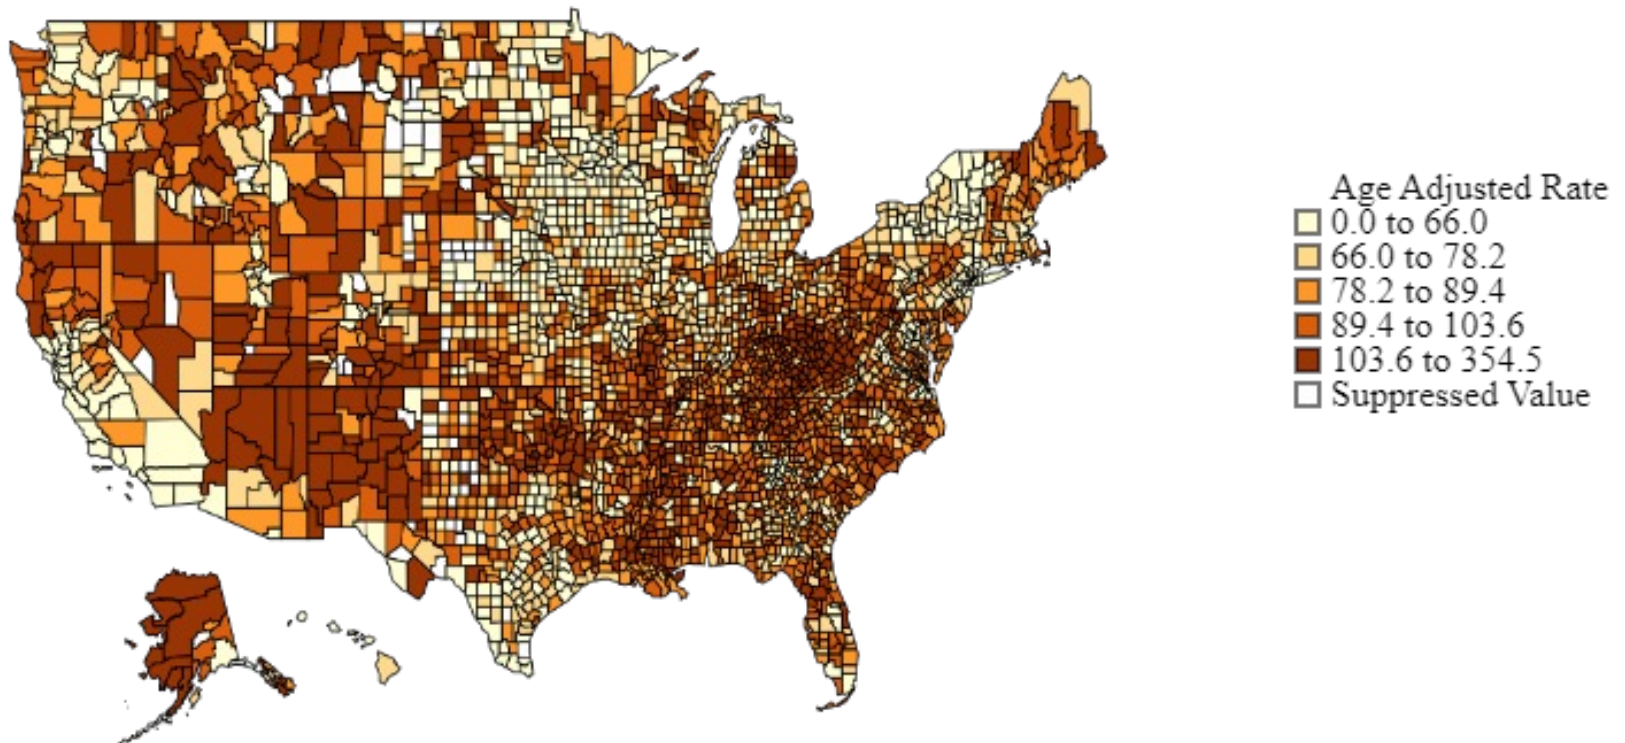 Age Adjusted Rate
0.0 to 66.0
66.0 to 78.2
78.2 to 89.4
89.4 to 103.6
103.6 to 354.5
Suppressed Value